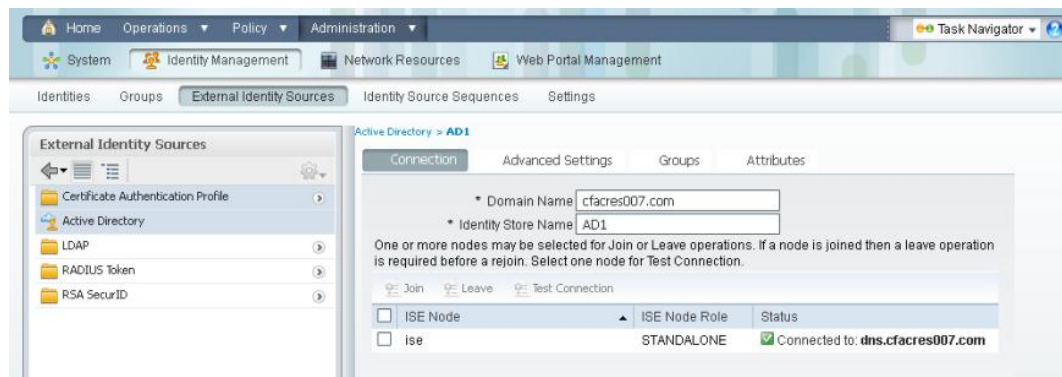 Home Operations Policy Administration Task Navigator
System Identity Management Network Resources Web Portal Management
Identities Groups External Identity Sources Identity Source Sequences Settings
External Identity Sources
Certificate Authentication Profile
Active Directory
LDAP
RADIUS Token
RSA SecurID
Active Directory > AD1
Connection Advanced Settings Groups Attributes
* Domain Name cfacres007.com
* Identity Store Name AD1
One or more nodes may be selected for Join or Leave operations. If a node is joined then a leave operation
is required before a rejoin. Select one node for Test Connection.
Join Leave Test Connection
ISE Node ISE Node Role Status
ise STANDALONE Connected to: dns.cfacres007.com